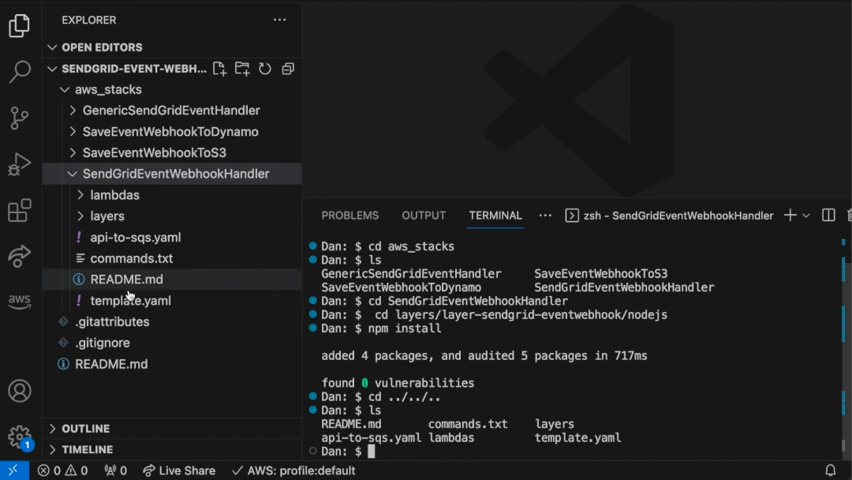 EXPLORER
OPEN EDITORS
SENDGRID-EVENT-WEBH...
aws_stacks
GenericSendGridEventHandler
SaveEventWebhookToDynamo
SaveEventWebhookToS3
SendGridEventWebhookHandler
lambdas
layers
! api-to-sqs.yaml
commands.txt
README.md
! template.yaml
.gitattributes
.gitignore
README.md
OUTLINE
TIMELINE
aws
1
PROBLEMS OUTPUT TERMINAL ... zsh - SendGridEventWebhookHandler
Dan: $ cd aws_stacks
Dan: $ ls
GenericSendGridEventHandler SaveEventWebhookToS3
SaveEventWebhookToDynamo SendGridEventWebhookHandler
Dan: $ cd SendGridEventWebhookHandler
Dan: $ cd layers/layer-sendgrid-eventwebhook/nodejs
Dan: $ npm install
added 4 packages, and audited 5 packages in 717ms
found 0 vulnerabilities
Dan: $ cd ../../..
Dan: $ ls
README.md commands.txt layers
api-to-sqs.yaml lambdas template.yaml
Dan: $
0 0 0 Live Share AWS: profile:default